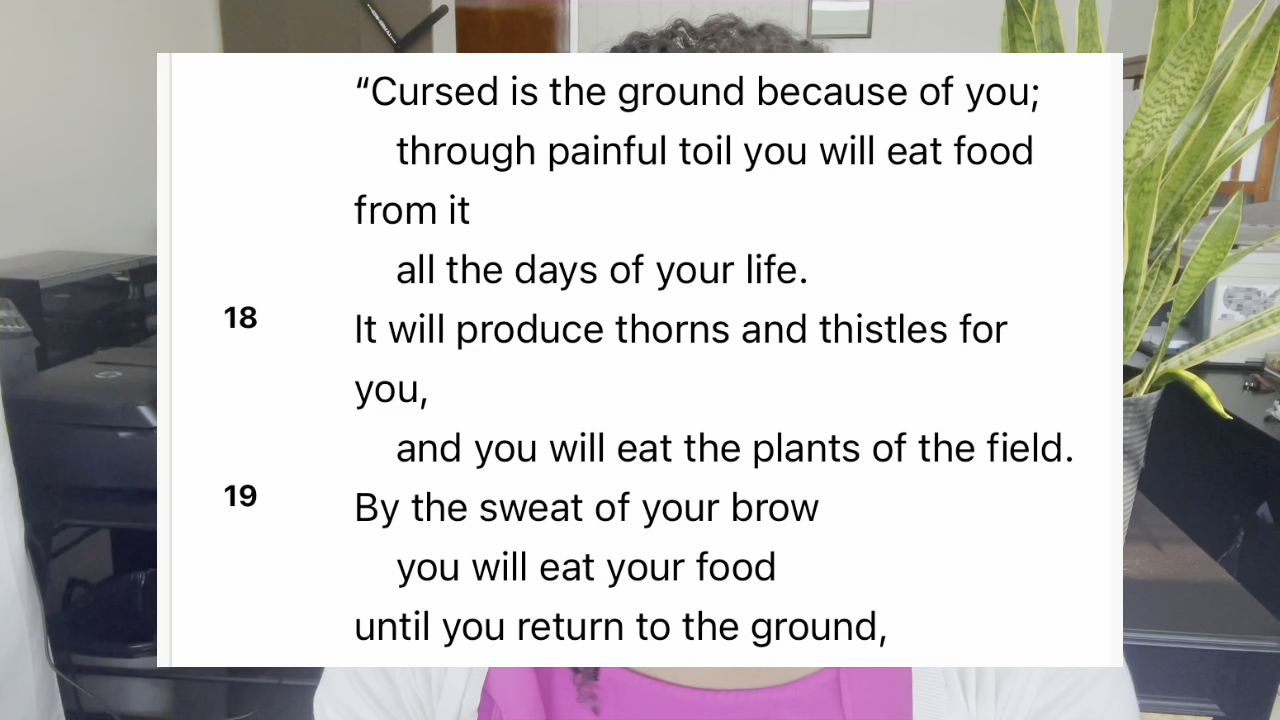 “Cursed is the ground because of you;
through painful toil you will eat food
from it
all the days of your life.
18 It will produce thorns and thistles for
you,
and you will eat the plants of the field.
19 By the sweat of your brow
you will eat your food
until you return to the ground,